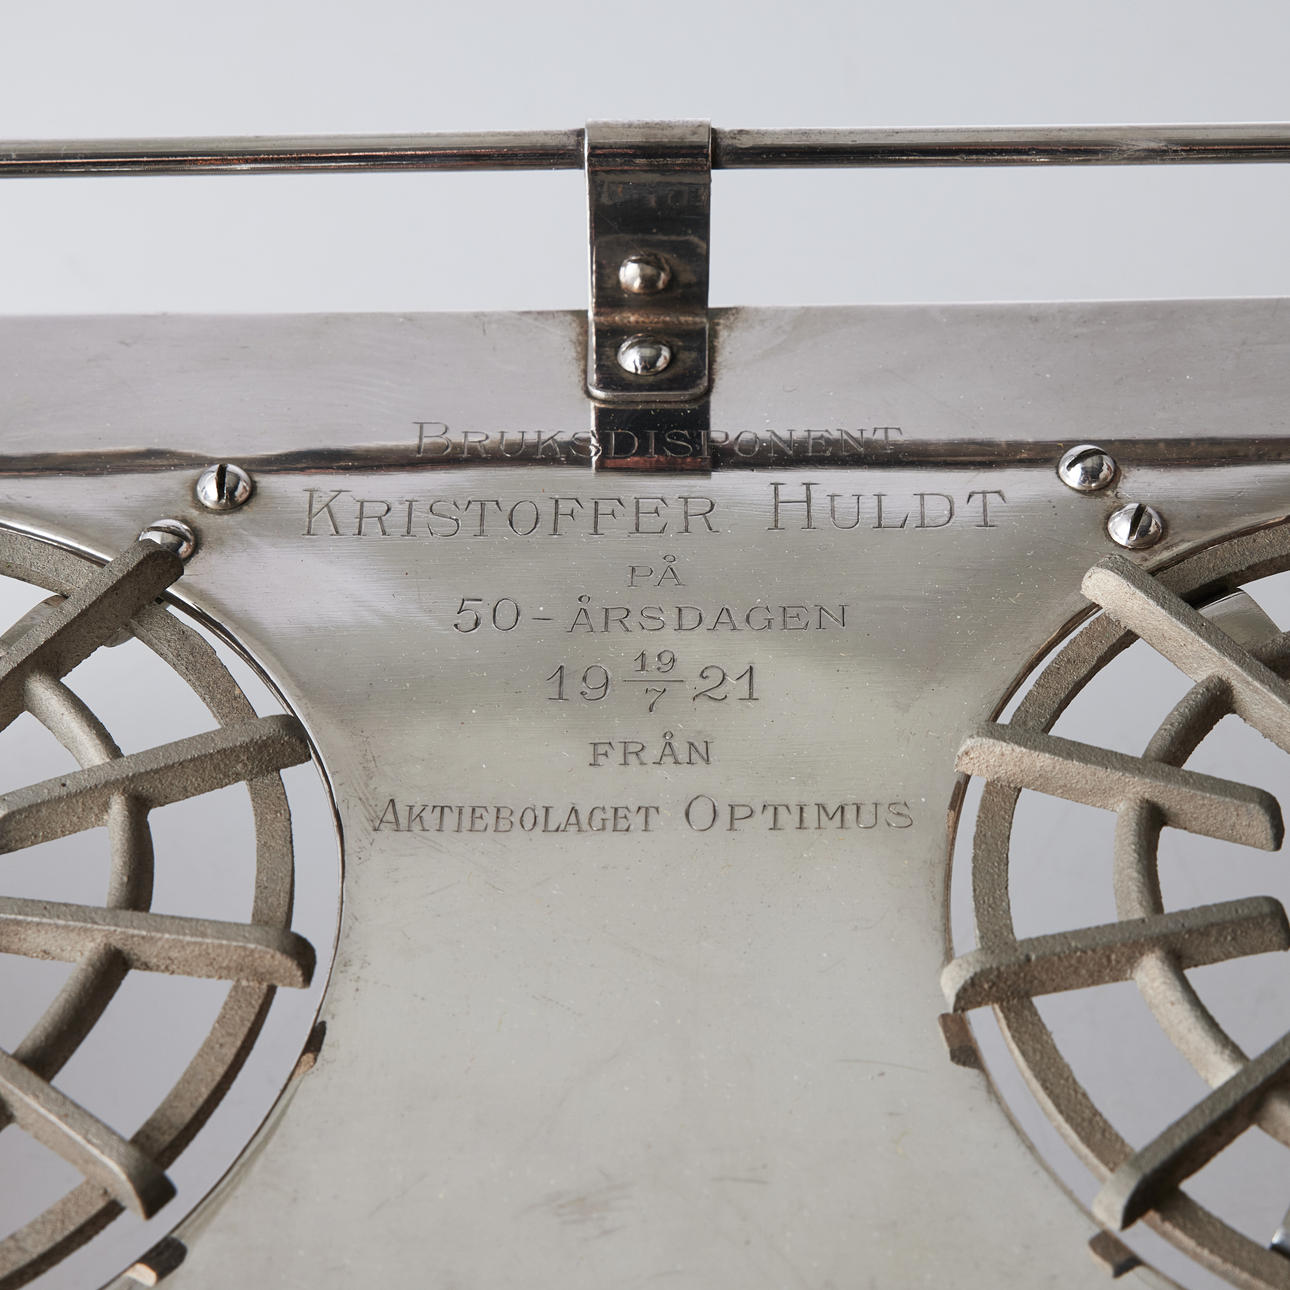 BRUKSDISPONENT
KRISTOFFER HULDT
PÅ
50-ÅRSDAGEN
19 19/7 21
FRÅN
AKTIEBOLAGET OPTIMUS